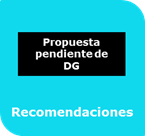 Propuesta
pendiente de
DG
Recomendaciones